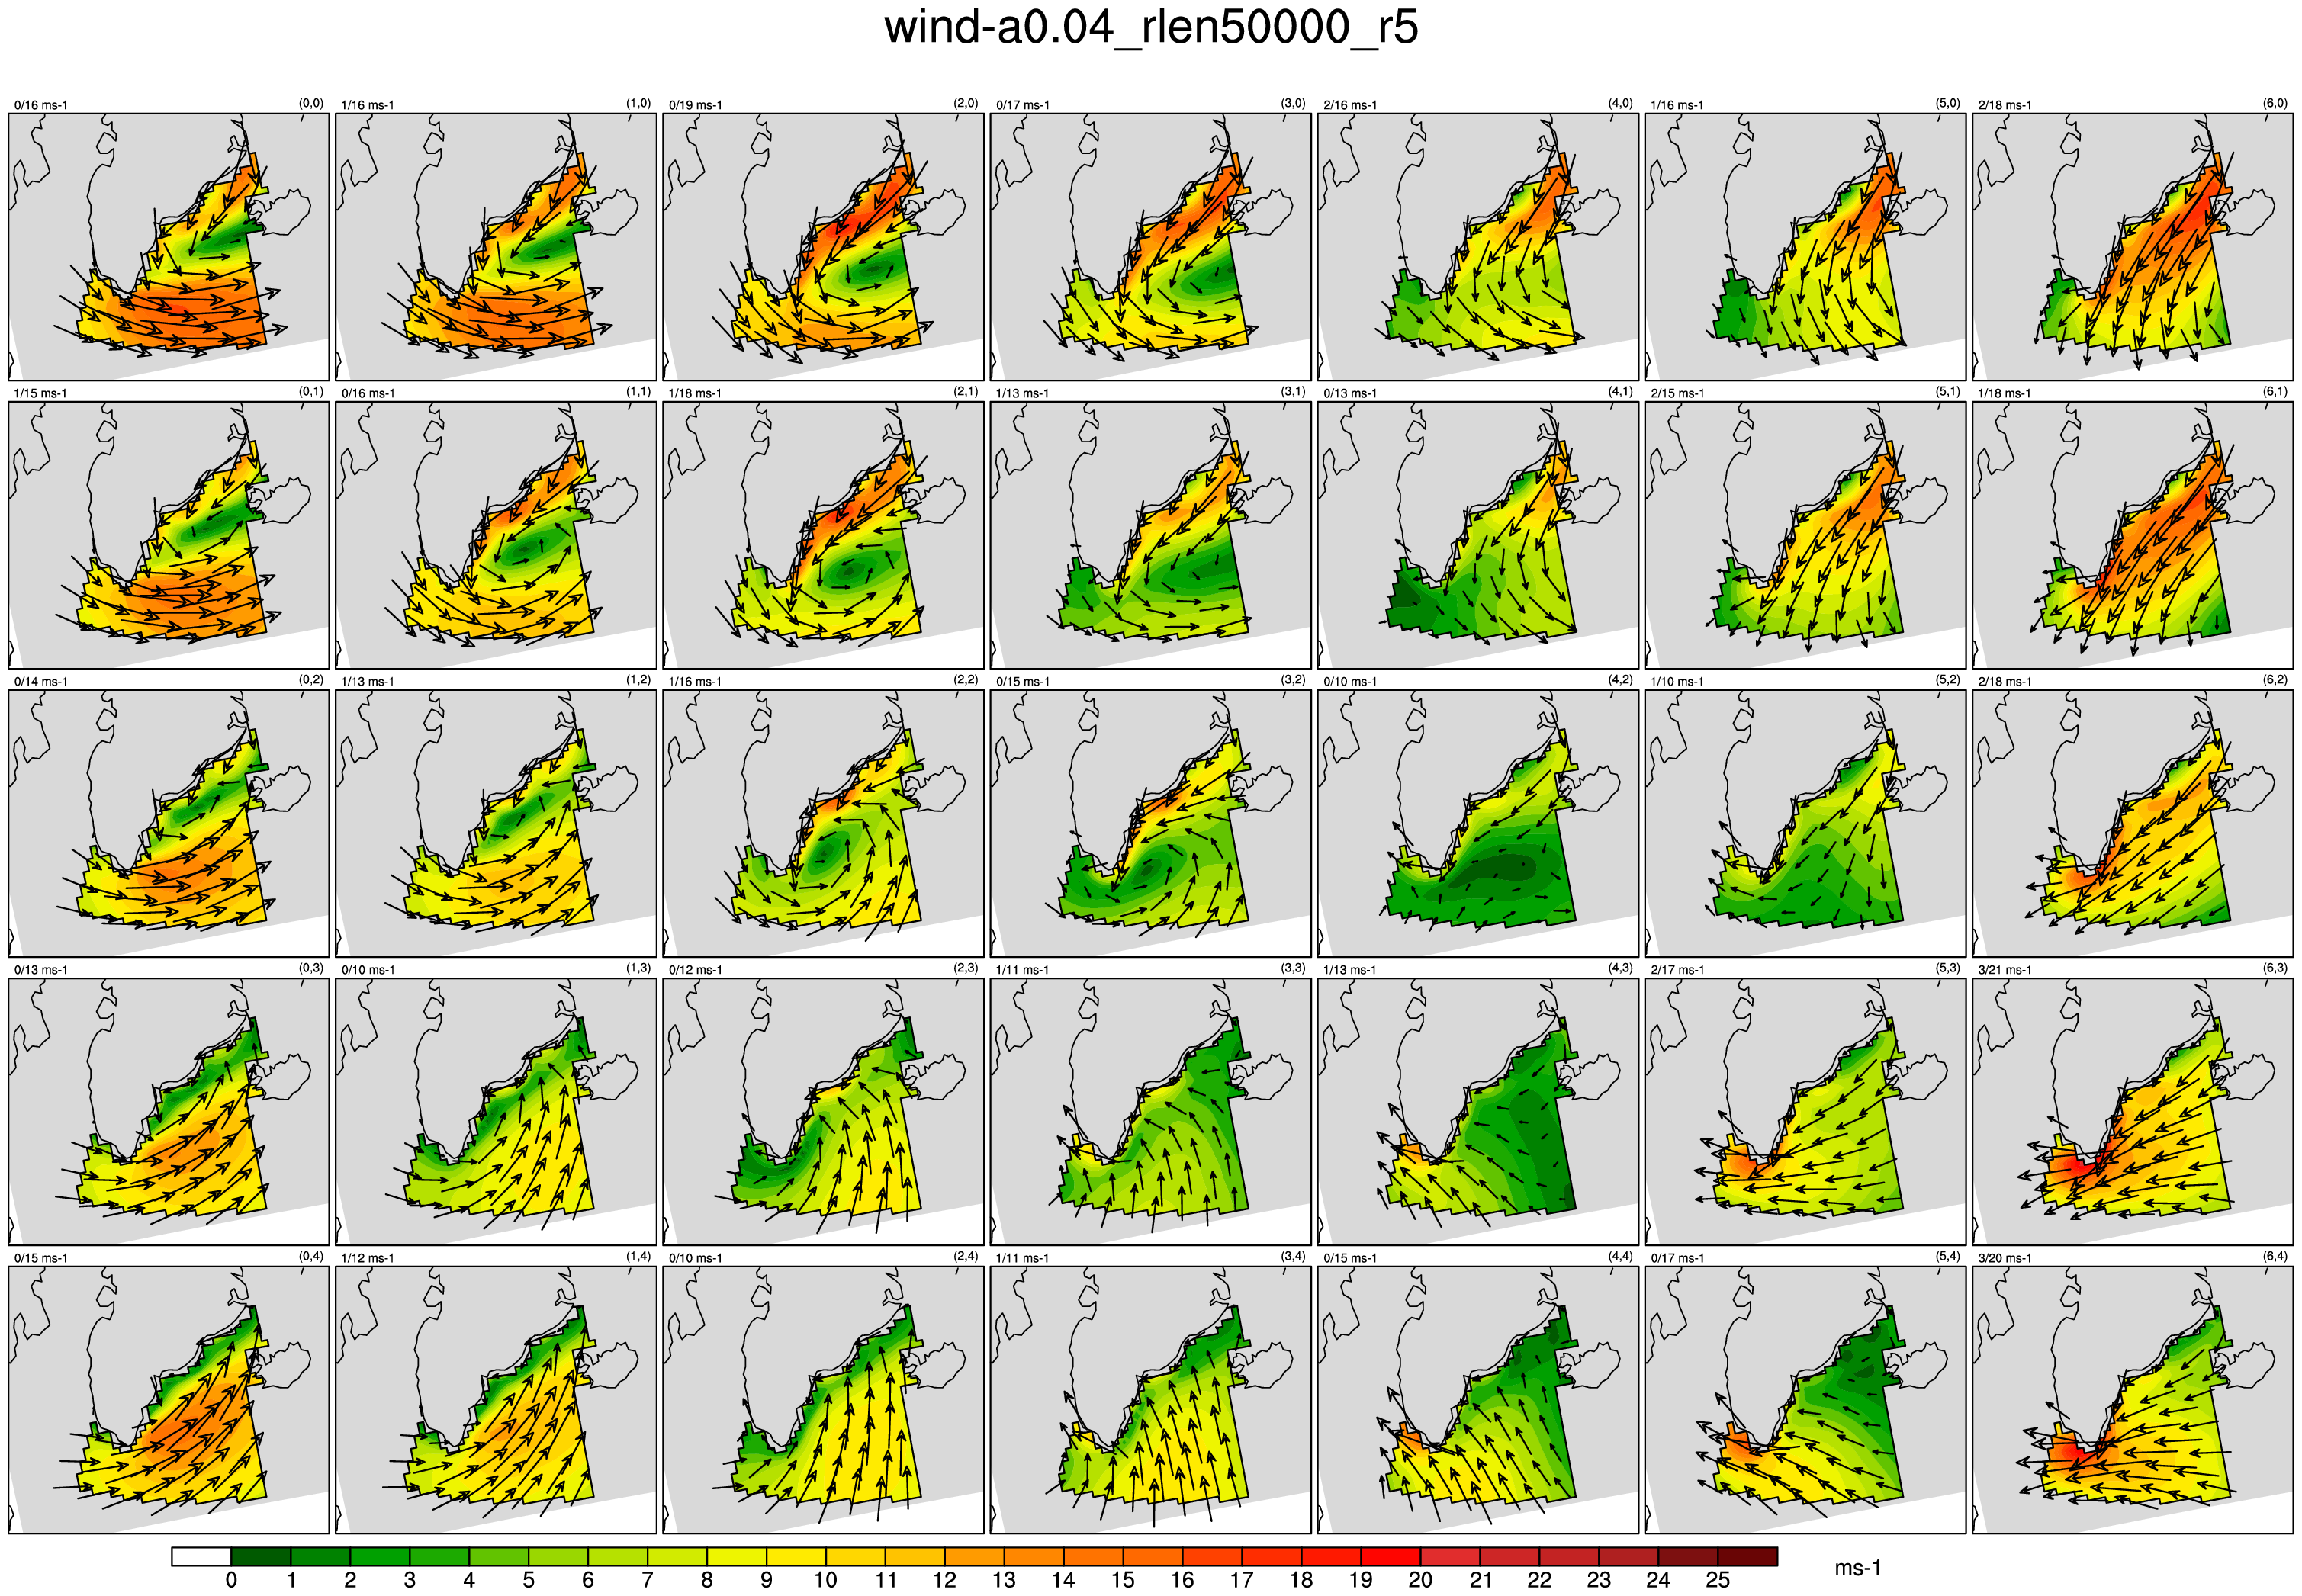 wind-a0.04_rlen50000_r5
0/16 ms-1 (0,0) 1/16 ms-1 (1,0) 0/19 ms-1 (2,0) 0/17 ms-1 (3,0) 2/16 ms-1 (4,0) 1/16 ms-1 (5,0) 2/18 ms-1 (6,0)
1/15 ms-1 (0,1) 0/16 ms-1 (1,1) 1/18 ms-1 (2,1) 1/13 ms-1 (3,1) 0/13 ms-1 (4,1) 2/15 ms-1 (5,1) 1/18 ms-1 (6,1)
0/14 ms-1 (0,2) 1/13 ms-1 (1,2) 1/16 ms-1 (2,2) 0/15 ms-1 (3,2) 0/10 ms-1 (4,2) 1/10 ms-1 (5,2) 2/18 ms-1 (6,2)
0/13 ms-1 (0,3) 0/10 ms-1 (1,3) 0/12 ms-1 (2,3) 1/11 ms-1 (3,3) 1/13 ms-1 (4,3) 2/17 ms-1 (5,3) 3/21 ms-1 (6,3)
0/15 ms-1 (0,4) 1/12 ms-1 (1,4) 0/10 ms-1 (2,4) 1/11 ms-1 (3,4) 0/15 ms-1 (4,4) 0/17 ms-1 (5,4) 3/20 ms-1 (6,4)
0 1 2 3 4 5 6 7 8 9 10 11 12 13 14 15 16 17 18 19 20 21 22 23 24 25 ms-1